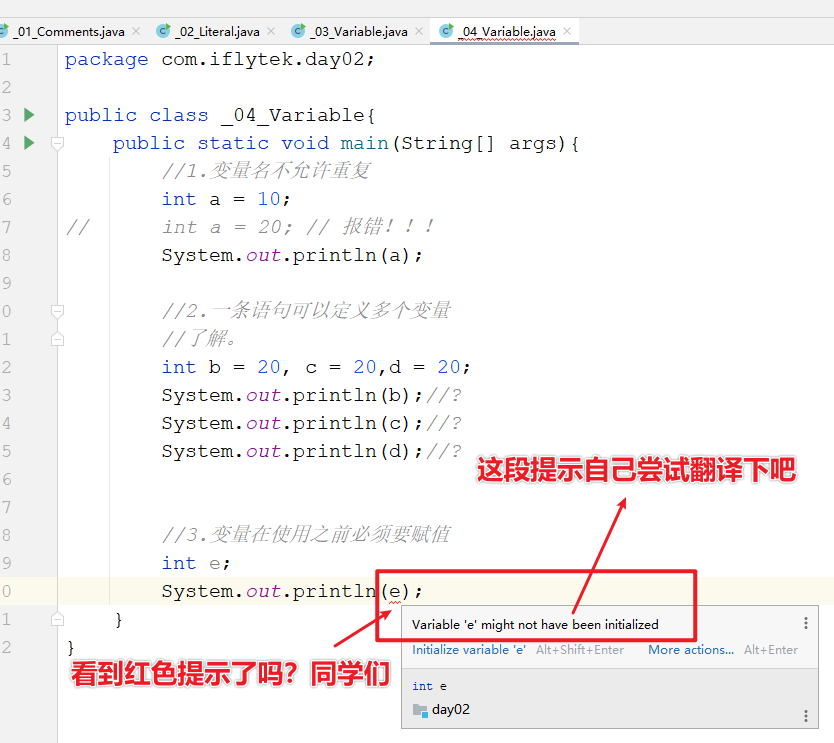 _01_Comments.java × _02_Literal.java × _03_Variable.java × _04_Variable.java ×
1 package com.iflytek.day02;
2
3 public class _04_Variable{
4 public static void main(String[] args){
5 //1.变量名不允许重复
6 int a = 10;
7 // int a = 20; // 报错！！！
8 System.out.println(a);
9
0 //2.一条语句可以定义多个变量
1 //了解。
2 int b = 20, c = 20,d = 20;
3 System.out.println(b);//?
4 System.out.println(c);//?
5 System.out.println(d);//?
6
这段提示自己尝试翻译下吧
7
8 //3.变量在使用之前必须要赋值
9 int e;
0 System.out.println(e);
1 }
2 }
Variable 'e' might not have been initialized
Initialize variable 'e' Alt+Shift+Enter More actions... Alt+Enter
看到红色提示了吗？同学们
int e
day02